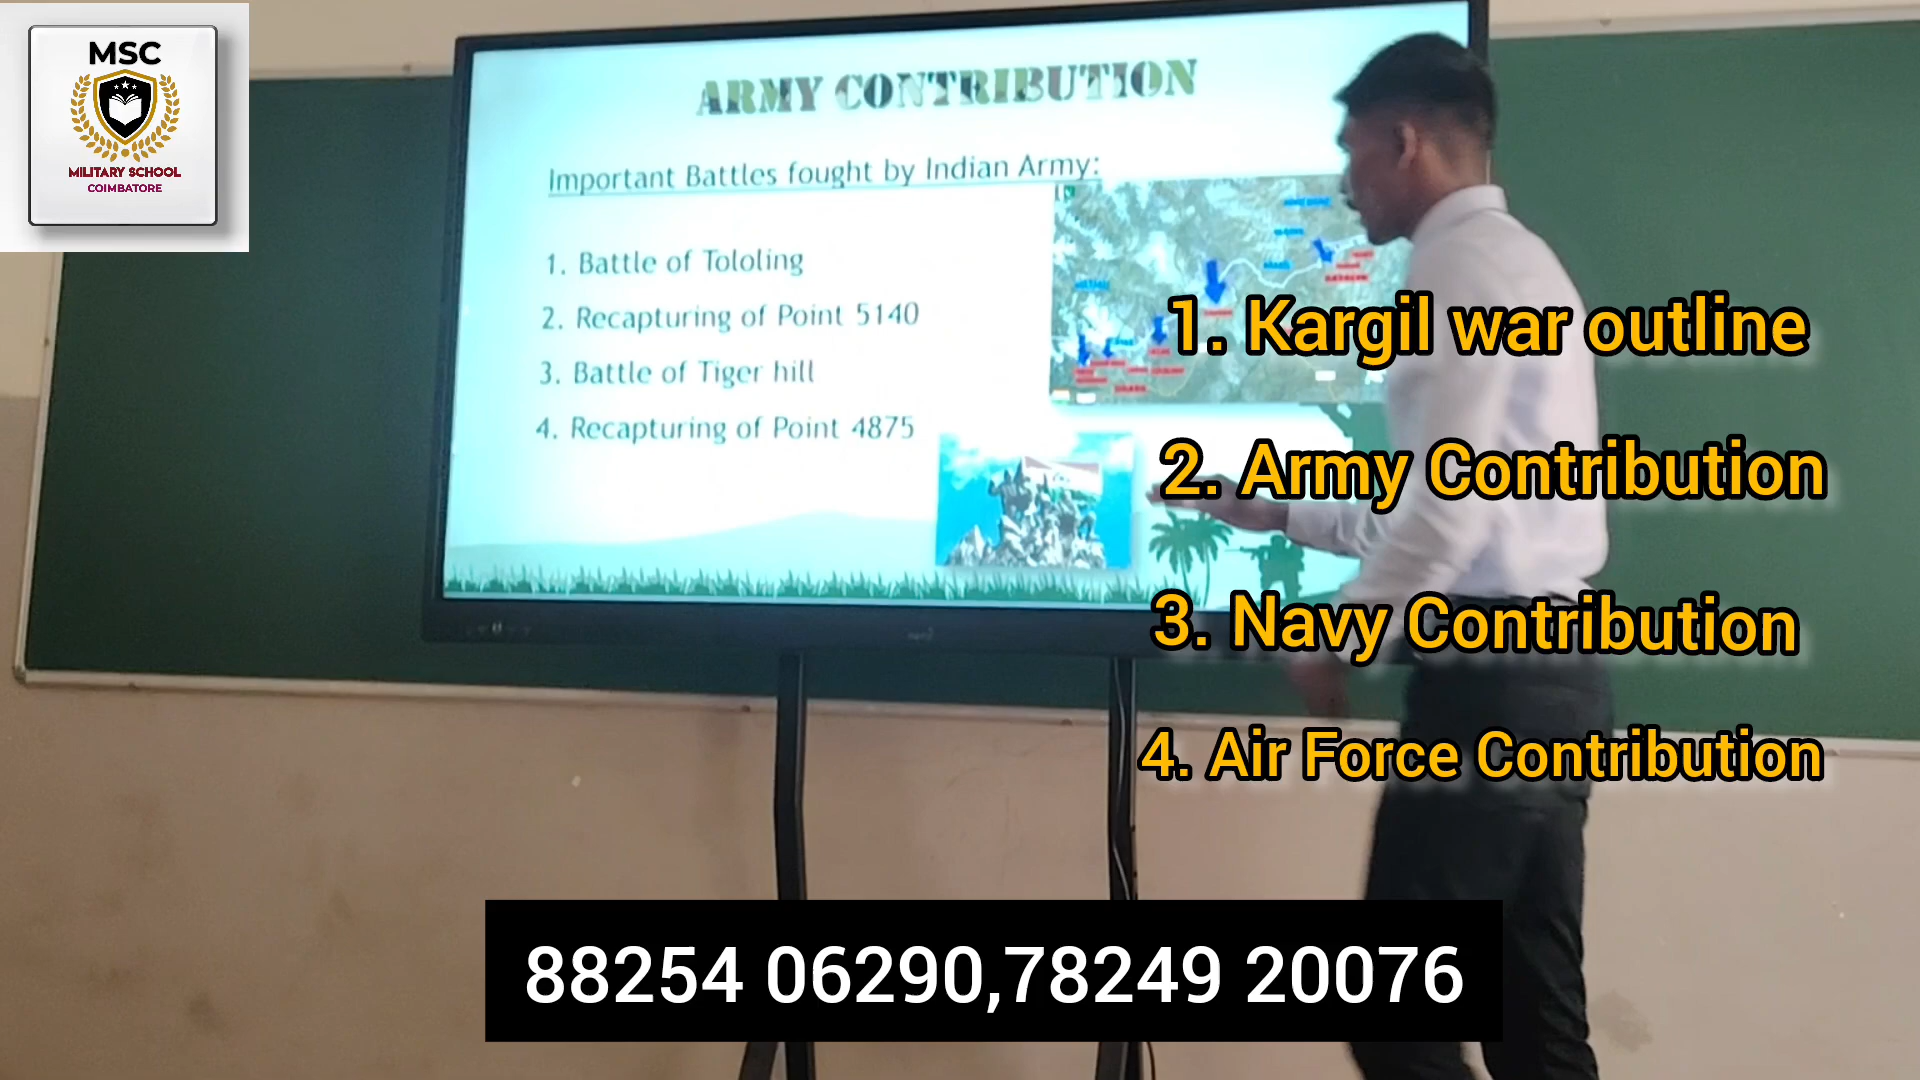 MSC
MILITARY SCHOOL
COIMBATORE
ARMY CONTRIBUTION
Important Battles fought by Indian Army:
1. Battle of Tololing
2. Recapturing of Point 5140
3. Battle of Tiger hill
4. Recapturing of Point 4875
1. Kargil war outline
2. Army Contribution
3. Navy Contribution
4. Air Force Contribution
88254 06290,78249 20076